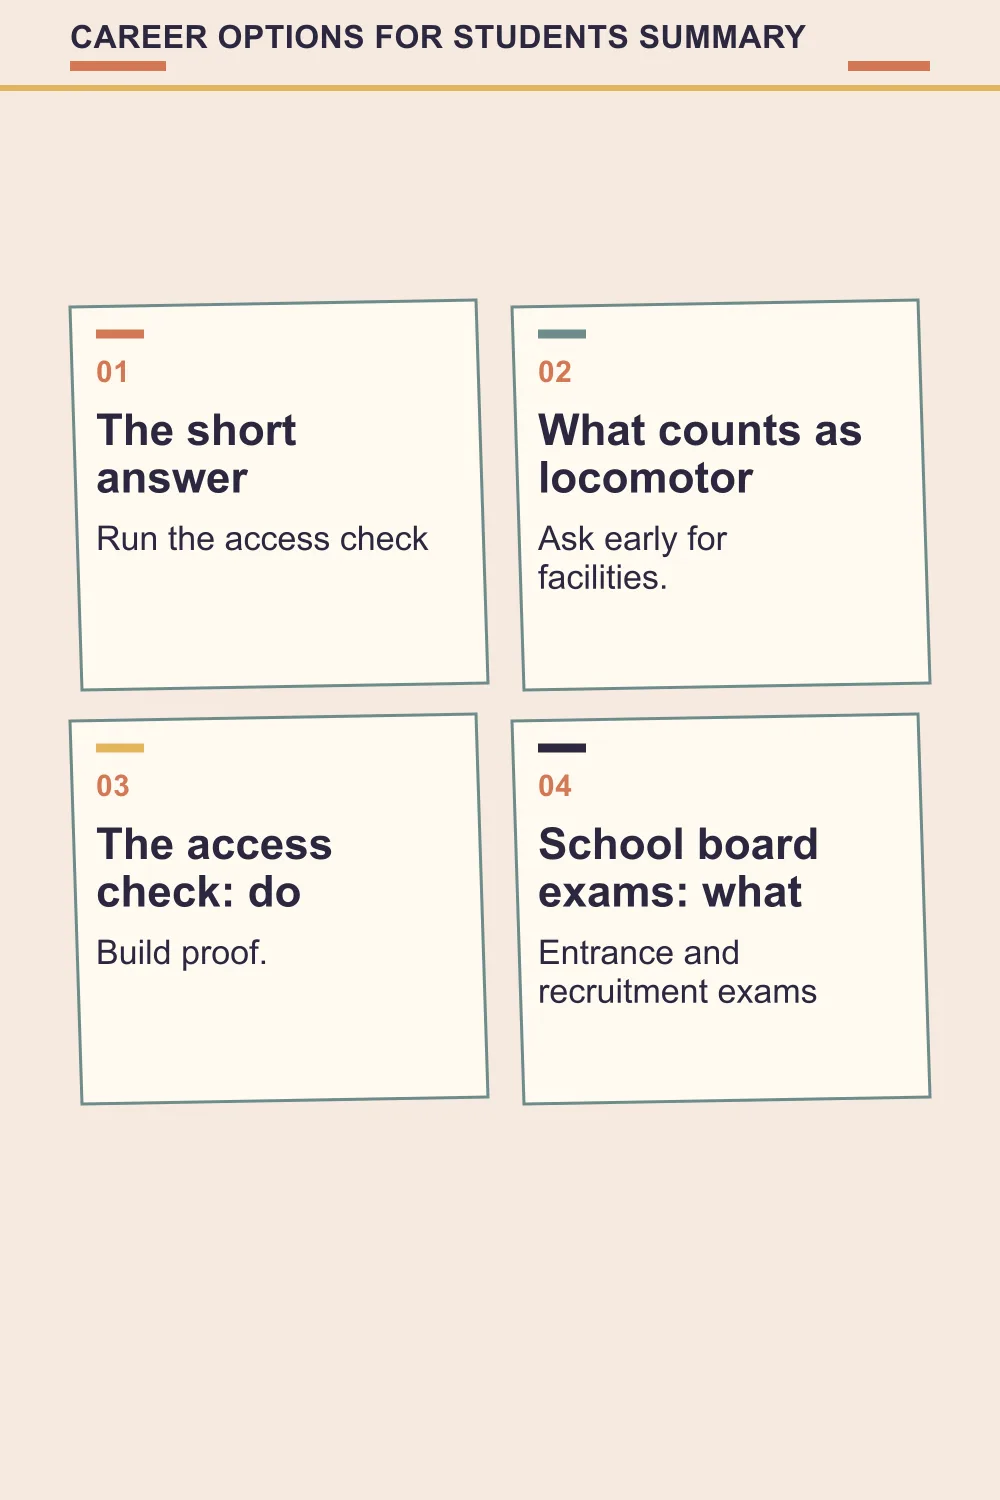 CAREER OPTIONS FOR STUDENTS SUMMARY
01
The short
answer
Run the access check
02
What counts as
locomotor
Ask early for
facilities.
03
The access
check: do
Build proof.
04
School board
exams: what
Entrance and
recruitment exams